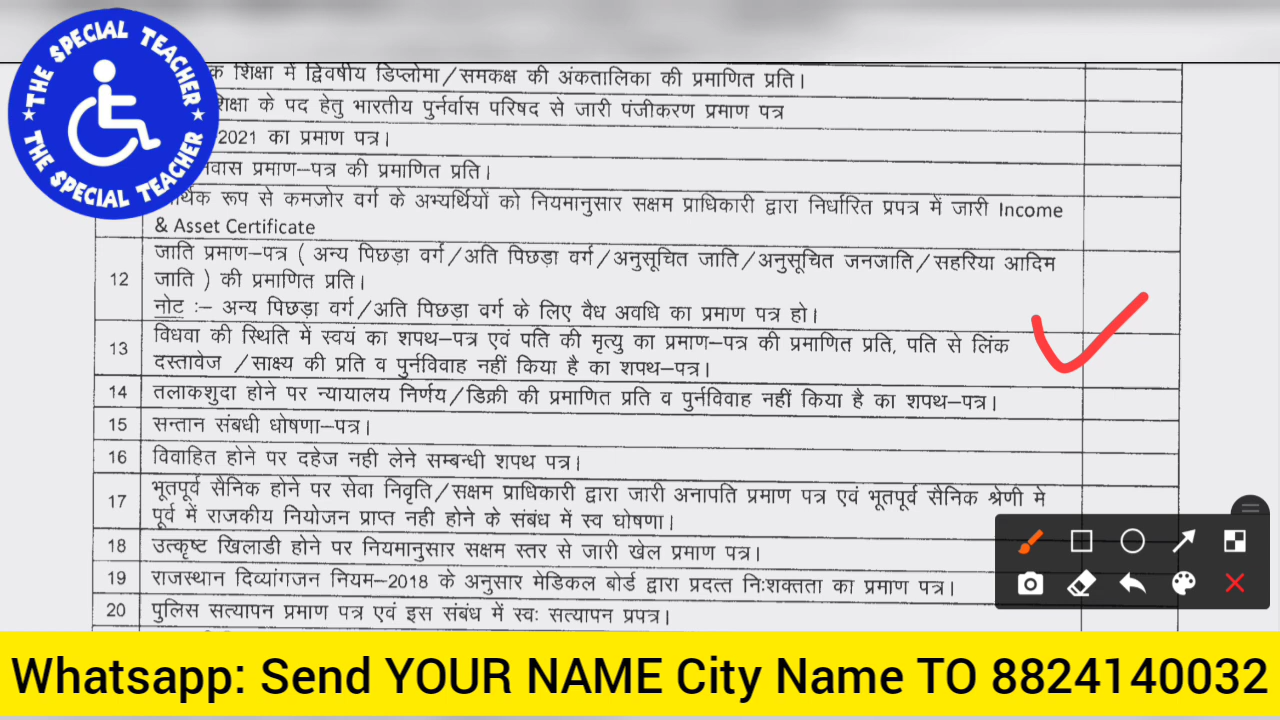 THE SPECIAL TEACHER
THE SPECIAL TEACHER
शिक्षा में द्विवषीय डिप्लोमा/समकक्ष की अंकतालिका की प्रमाणित प्रति।
शिक्षा के पद हेतु भारतीय पुर्नवास परिषद से जारी पंजीकरण प्रमाण पत्र
2021 का प्रमाण पत्र।
प्रमाण–पत्र की प्रमाणित प्रति।
रूप से कमजोर वर्ग के अभ्यर्थियों को नियमानुसार सक्षम प्राधिकारी द्वारा निर्धारित प्रपत्र में जारी Income
& Asset Certificate
12 जाति प्रमाण–पत्र ( अन्य पिछड़ा वर्ग/अति पिछड़ा वर्ग/अनुसूचित जाति/अनुसूचित जनजाति/सहरिया आदिम
जाति ) की प्रमाणित प्रति।
नोट :– अन्य पिछड़ा वर्ग/अति पिछड़ा वर्ग के लिए वैध अवधि का प्रमाण पत्र हो।
13 विधवा की स्थिति में स्वयं का शपथ–पत्र एवं पति की मृत्यु का प्रमाण–पत्र की प्रमाणित प्रति, पति से लिंक
दस्तावेज /साक्ष्य की प्रति व पुर्नविवाह नहीं किया है का शपथ–पत्र।
14 तलाकशुदा होने पर न्यायालय निर्णय/डिक्री की प्रमाणित प्रति व पुर्नविवाह नहीं किया है का शपथ–पत्र।
15 सन्तान संबंधी घोषणा–पत्र।
16 विवाहित होने पर दहेज नही लेने सम्बन्धी शपथ पत्र।
17 भूतपूर्व सैनिक होने पर सेवा निवृति/सक्षम प्राधिकारी द्वारा जारी अनापति प्रमाण पत्र एवं भूतपूर्व सैनिक श्रेणी मे
पूर्व में राजकीय नियोजन प्राप्त नही होने के संबंध में स्व घोषणा।
18 उत्कृष्ट खिलाडी होने पर नियमानुसार सक्षम स्तर से जारी खेल प्रमाण पत्र।
19 राजस्थान दिव्यांगजन नियम–2018 के अनुसार मेडिकल बोर्ड द्वारा प्रदत्त निःशक्तता का प्रमाण पत्र।
20 पुलिस सत्यापन प्रमाण पत्र एवं इस संबंध में स्वः सत्यापन प्रपत्र।
Whatsapp: Send YOUR NAME City Name TO 8824140032